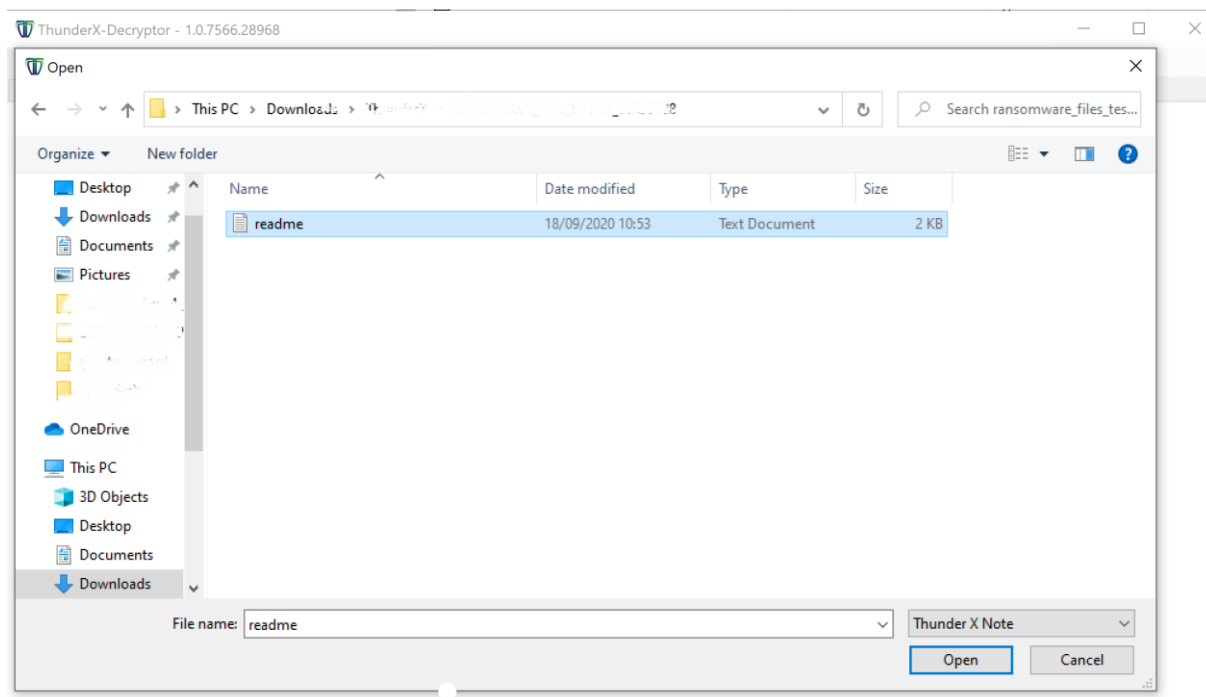 ThunderX-Decryptor - 1.0.7566.28968
Open
This PC > Downloads >
Search ransomware_files_tes...
Organize
New folder
Name Date modified Type Size
readme 18/09/2020 10:53 Text Document 2 KB
Desktop
Downloads
Documents
Pictures
OneDrive
This PC
3D Objects
Desktop
Documents
Downloads
File name: readme
Thunder X Note
Open Cancel